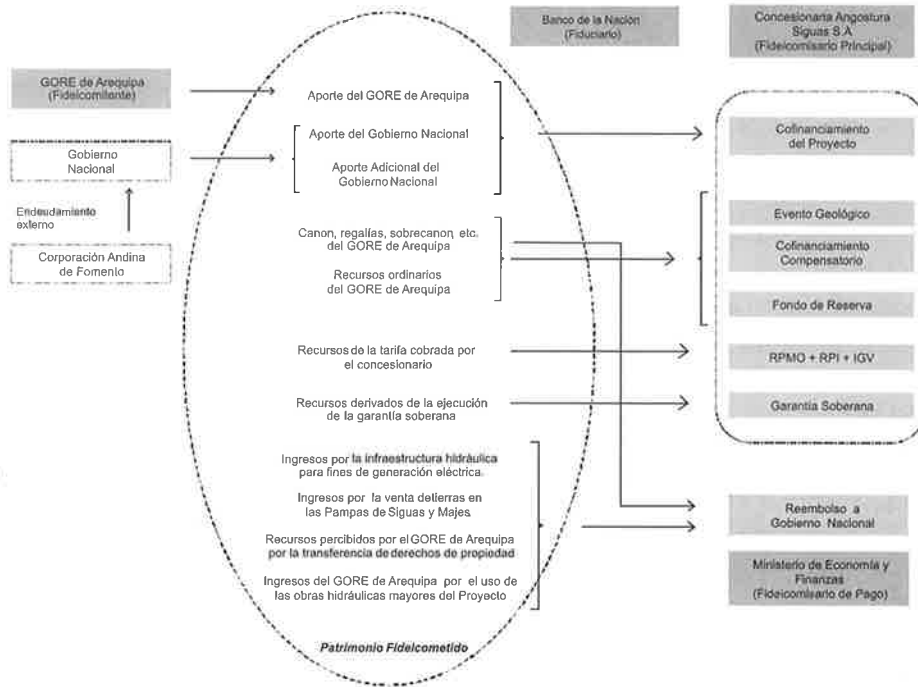 Banco de la Nación
(Fiduciario)
Concesionaria Angostura
Siguas S.A
(Fideicomisario Principal)
GORE de Arequipa
(Fideicomitente)
Gobierno
Nacional
Endeudamiento
externo
Corporación Andina
de Fomento
Aporte del GORE de Arequipa
Aporte del Gobierno Nacional
Aporte Adicional del
Gobierno Nacional
Canon, regalías, sobrecanon, etc.
del GORE de Arequipa
Recursos ordinarios
del GORE de Arequipa
Recursos de la tarifa cobrada por
el concesionario
Recursos derivados de la ejecución
de la garantía soberana
Ingresos por la infraestructura hidráulica
para fines de generación eléctrica.
Ingresos por la venta detierras en
las Pampas de Siguas y Majes
Recursos percibidos por el GORE de Arequipa
por la transferencia de derechos de propiedad
Ingresos del GORE de Arequipa por el uso de
las obras hidráulicas mayores del Proyecto
Patrimonio Fideicometido
Cofinanciamiento
del Proyecto
Evento Geológico
Cofinanciamiento
Compensatorio
Fondo de Reserva
RPMO + RPI + IGV
Garantía Soberana
Reembolso a
Gobierno Nacional
Ministerio de Economía y
Finanzas
(Fideicomisario de Pago)